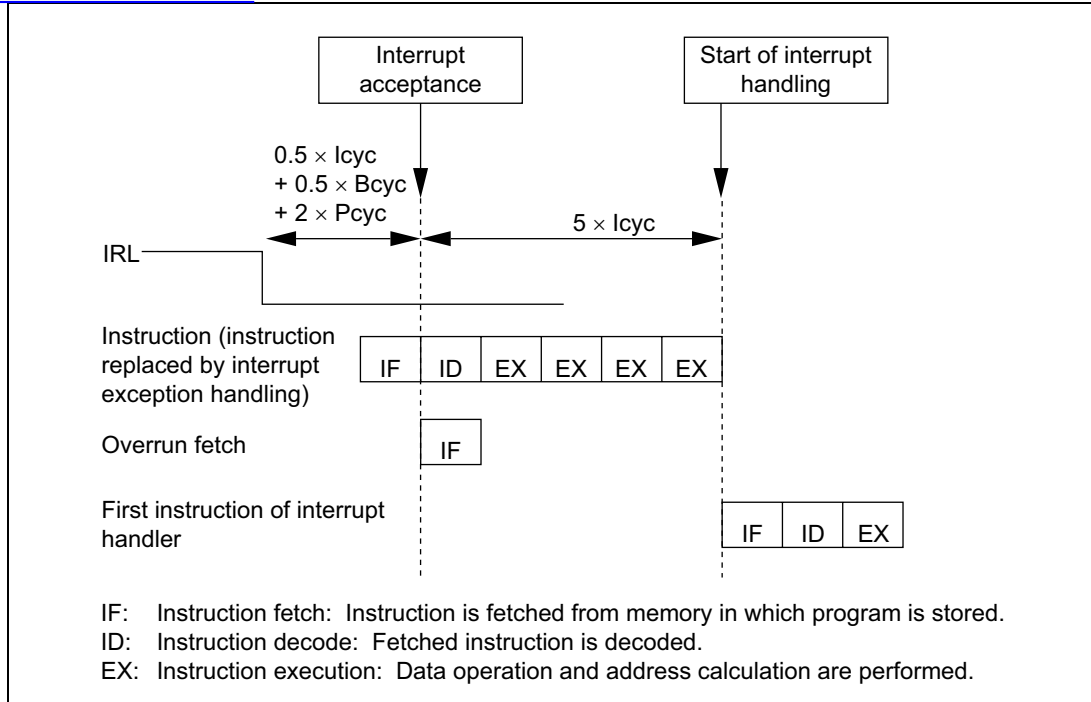 Interrupt
acceptance
Start of interrupt
handling
0.5 × Icyc
+ 0.5 × Bcyc
+ 2 × Pcyc
5 × Icyc
IRL
Instruction (instruction
replaced by interrupt
exception handling)
IF ID EX EX EX EX
Overrun fetch
IF
First instruction of interrupt
handler
IF ID EX
IF: Instruction fetch: Instruction is fetched from memory in which program is stored.
ID: Instruction decode: Fetched instruction is decoded.
EX: Instruction execution: Data operation and address calculation are performed.